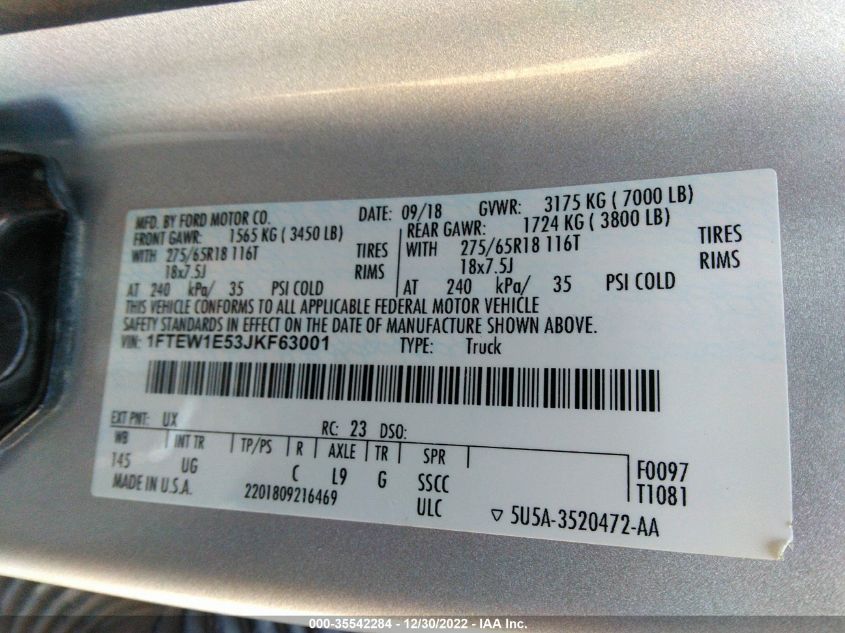 MFD. BY FORD MOTOR CO. DATE: 09/18 GVWR: 3175 KG ( 7000 LB)
FRONT GAWR: 1565 KG ( 3450 LB) REAR GAWR: 1724 KG ( 3800 LB)
WITH 275/65R18 116T TIRES WITH 275/65R18 116T TIRES
18x7.5J RIMS 18x7.5J RIMS
AT 240 kPa/ 35 PSI COLD AT 240 kPa/ 35 PSI COLD
THIS VEHICLE CONFORMS TO ALL APPLICABLE FEDERAL MOTOR VEHICLE
SAFETY STANDARDS IN EFFECT ON THE DATE OF MANUFACTURE SHOWN ABOVE.
VIN: 1FTEW1E53JKF63001 TYPE: Truck
EXT PNT: UX RC: 23 DSO:
WB INT TR TP/PS R AXLE TR SPR F0097
145 UG C L9 G SSCC T1081
MADE IN U.S.A. 2201809216469 ULC ▽ 5U5A-3520472-AA
000-35542284 - 12/30/2022 - IAA Inc.